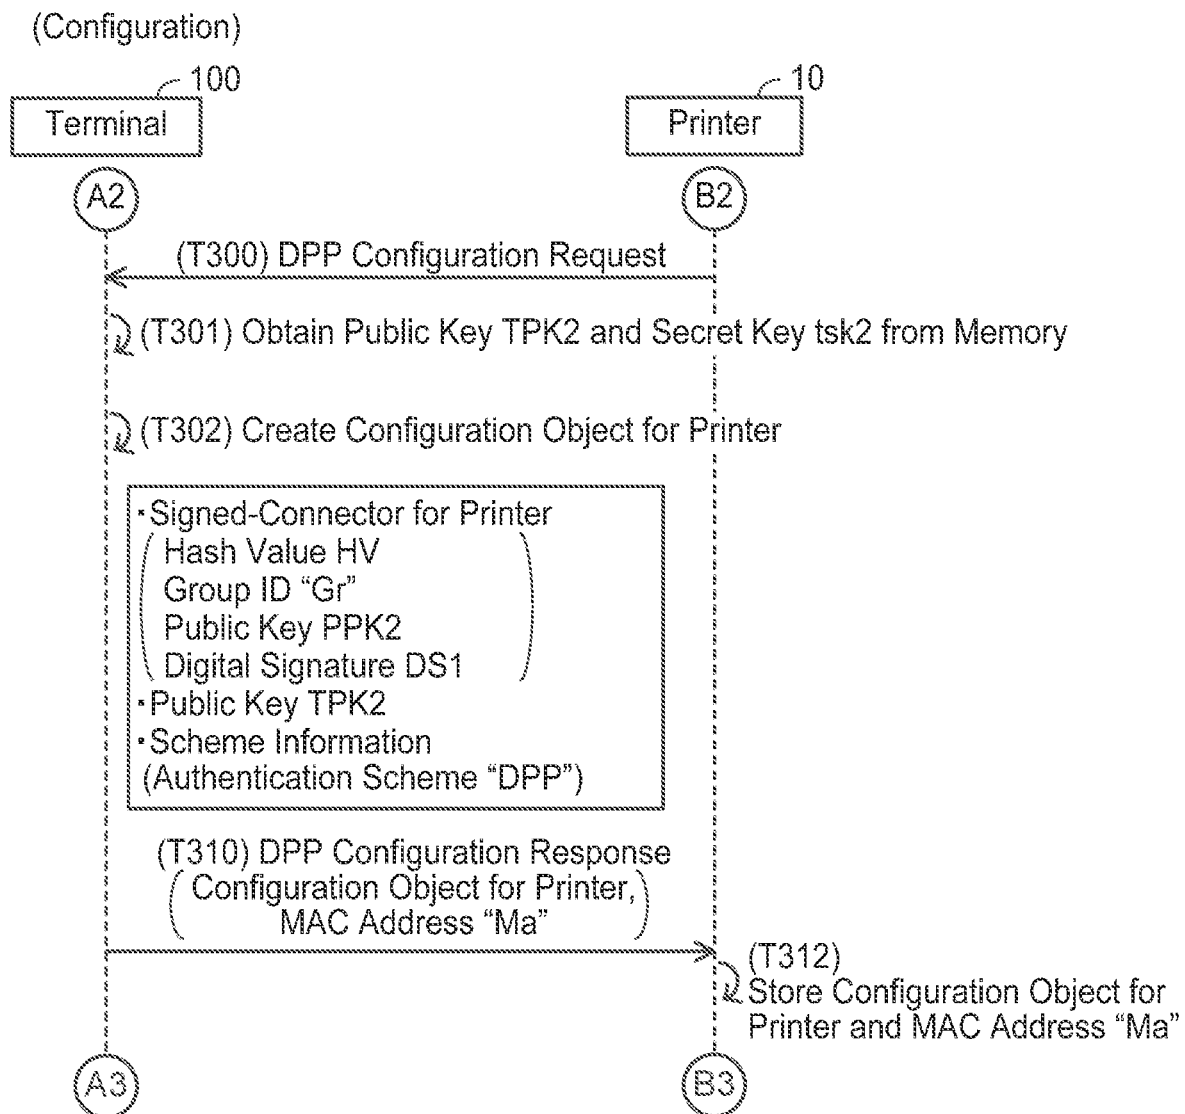 (Configuration)
100
10
Terminal
Printer
A2
B2
(T300) DPP Configuration Request
(T301) Obtain Public Key TPK2 and Secret Key tsk2 from Memory
(T302) Create Configuration Object for Printer
・Signed-Connector for Printer
Hash Value HV
Group ID “Gr”
Public Key PPK2
Digital Signature DS1
・Public Key TPK2
・Scheme Information
(Authentication Scheme “DPP”)
(T310) DPP Configuration Response
(Configuration Object for Printer,
MAC Address “Ma”)
(T312)
Store Configuration Object for
Printer and MAC Address “Ma”
A3
B3